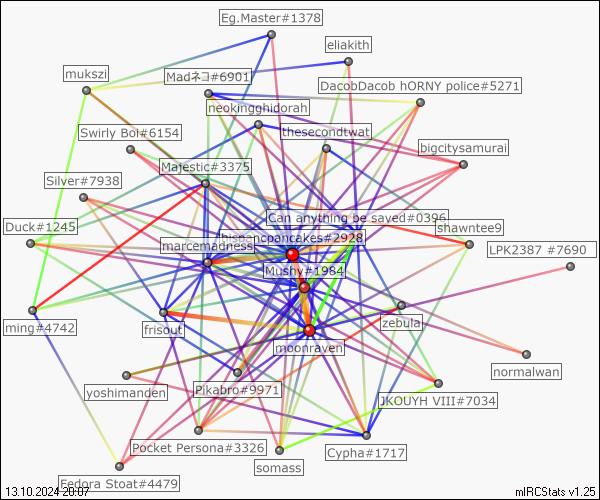 Eg.Master#1378
eliakith
mukszi
Madネコ#6901
DacobDacob hORNY police#5271
neokingghidorah
Swirly Boi#6154
thesecondtwat
bigcitysamurai
Majestic#3375
Silver#7938
Can anything be saved#0396
Duck#1245
shawntee9
hispancpancakes#2928
marcemadness
LPK2387 #7690
Mushy#1984
ming#4742
frisout
zebula
moonraven
normalwan
yoshimanden
Pikabro#9971
JKOUYH VIII#7034
Pocket Persona#3326
Cypha#1717
somass
Fedora Stoat#4479
13.10.2024 20:07
mIRCStats v1.25